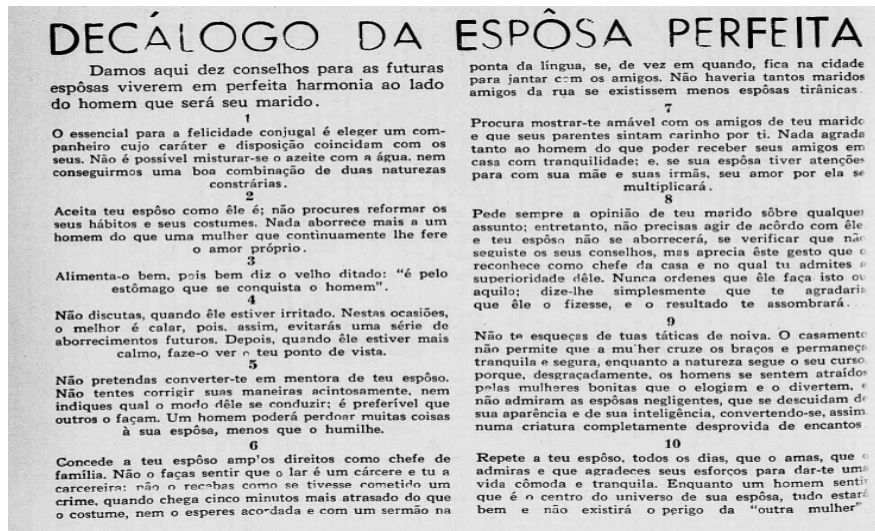 DECÁLOGO DA ESPÔSA PERFEITA
Damos aqui dez conselhos para as futuras
espôsas viverem em perfeita harmonia ao lado
do homem que será seu marido.
1
O essencial para a felicidade conjugal é eleger um com-
panheiro cujo caráter e disposição coincidam com os
seus. Não é possível misturar-se o azeite com a água, nem
conseguirmos uma boa combinação de duas naturezas
constrárias.
2
Aceita teu espôso como êle é; não procures reformar os
seus hábitos e seus costumes. Nada aborrece mais a um
homem do que uma mulher que continuamente lhe fere
o amor próprio.
3
Alimenta-o bem, pois bem diz o velho ditado: "é pelo
estômago que se conquista o homem".
4
Não discutas, quando êle estiver irritado. Nestas ocasiões,
o melhor é calar, pois, assim, evitarás uma série de
aborrecimentos futuros. Depois, quando êle estiver mais
calmo, faze-o ver o teu ponto de vista.
5
Não pretendas converter-te em mentora de teu espôso.
Não tentes corrigir suas maneiras acintosamente, nem
indiques qual o modo dêle se conduzir; é preferível que
outros o façam. Um homem poderá perdoar muitas coisas
à sua espôsa, menos que o humilhe.
6
Concede a teu espôso amp'os direitos como chefe de
família. Não o faças sentir que o lar é um cárcere e tu a
carcereira; não o recebas como se tivesse cometido um
crime, quando chega cinco minutos mais atrasado do que
o costume, nem o esperes acordada e com um sermão na
ponta da língua, se, de vez em quando, fica na cidade
para jantar com os amigos. Não haveria tantos maridos
amigos da rua se existissem menos espôsas tirânicas.
7
Procura mostrar-te amável com os amigos de teu marido
e que seus parentes sintam carinho por ti. Nada agrada
tanto ao homem do que poder receber seus amigos em
casa com tranquilidade; e, se sua espôsa tiver atenções
para com sua mãe e suas irmãs, seu amor por ela se
multiplicará.
8
Pede sempre a opinião de teu marido sôbre qualquer
assunto; entretanto, não precisas agir de acôrdo com êle
e teu espôso não se aborrecerá, se verificar que não
seguiste os seus conselhos, mas aprecia êste gesto que o
reconhece como chefe da casa e no qual tu admites a
superioridade dêle. Nunca ordenes que êle faça isto ou
aquilo; dize-lhe simplesmente que te agradaria
que êle o fizesse, e o resultado te assombrará.
9
Não te esqueças de tuas táticas de noiva. O casamento
não permite que a mu'her cruze os braços e permaneça
tranquila e segura, enquanto a natureza segue o seu curso,
porque, desgraçadamente, os homens se sentem atraídos
pelas mulheres bonitas que o elogiam e o divertem, e
não admiram as espôsas negligentes, que se descuidam de
sua aparência e de sua inteligência, convertendo-se, assim
numa criatura completamente desprovida de encantos
10
Repete a teu espôso, todos os dias, que o amas, que o
admiras e que agradeces seus esforços para dar-te uma
vida cômoda e tranquila. Enquanto um homem sentir
que é o centro do universo de sua espôsa, tudo estará
bem e não existirá o perigo da "outra mulher"